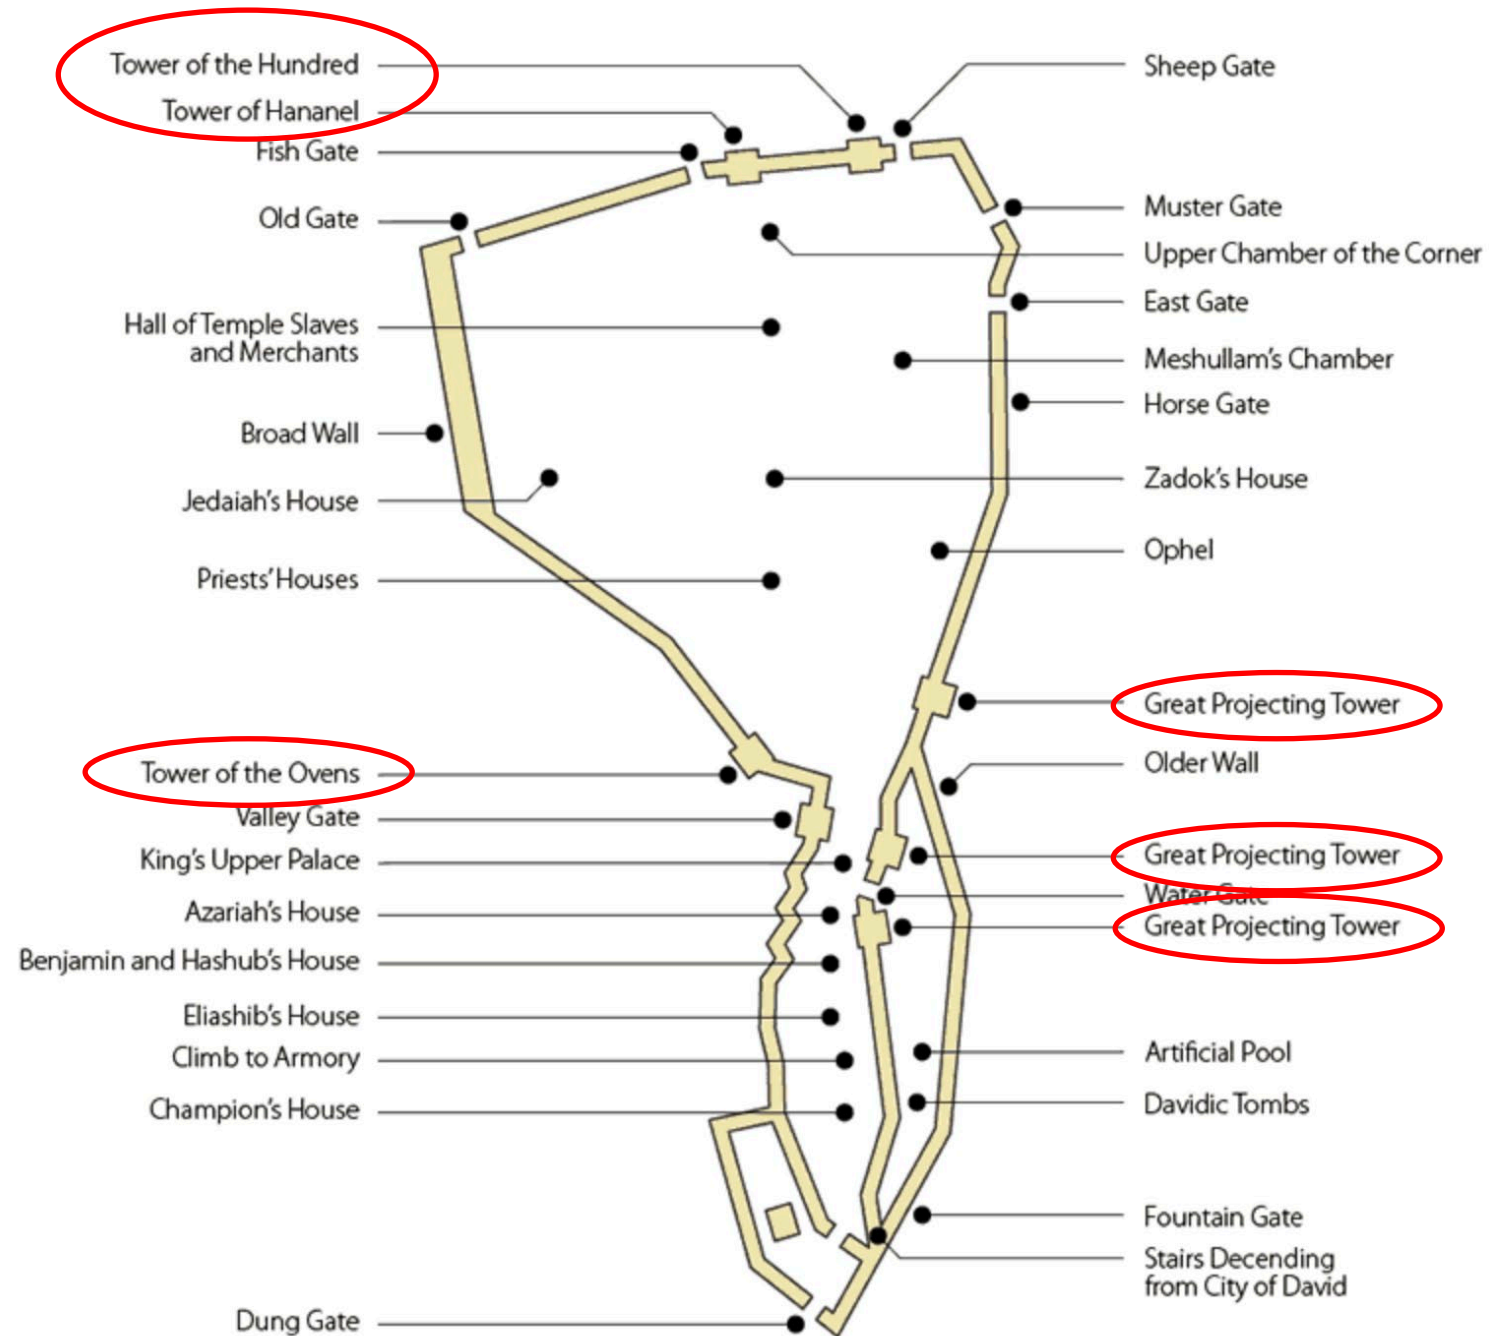 Tower of the Hundred
Tower of Hananel
Fish Gate
Old Gate
Hall of Temple Slaves
and Merchants
Broad Wall
Jedaiah's House
Priests' Houses
Tower of the Ovens
Valley Gate
King's Upper Palace
Azariah's House
Benjamin and Hashub's House
Eliashib's House
Climb to Armory
Champion's House
Dung Gate
Sheep Gate
Muster Gate
Upper Chamber of the Corner
East Gate
Meshullam's Chamber
Horse Gate
Zadok's House
Ophel
Great Projecting Tower
Older Wall
Great Projecting Tower
Water Gate
Great Projecting Tower
Artificial Pool
Davidic Tombs
Fountain Gate
Stairs Decending
from City of David